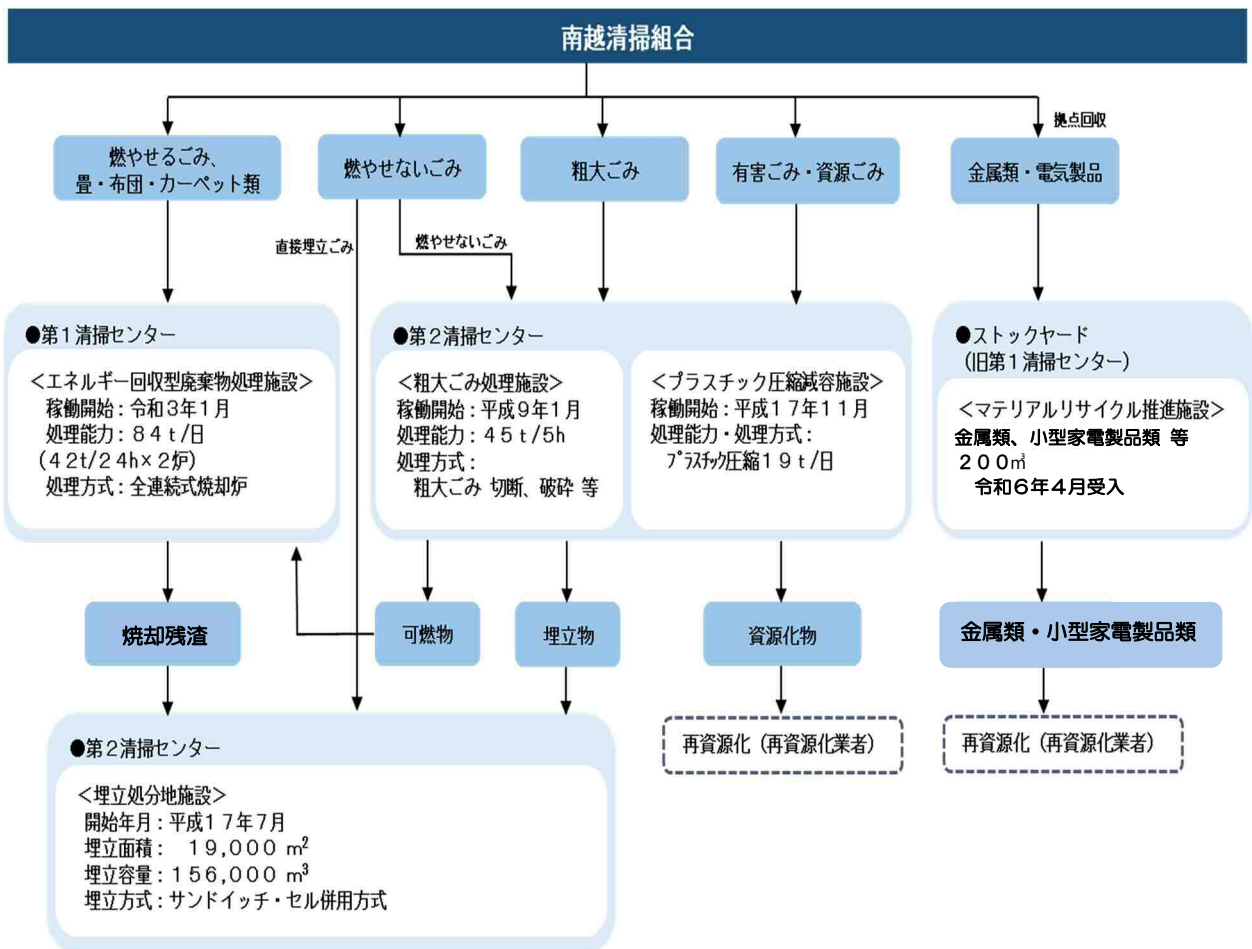 南越清掃組合
拠点回収
燃やせるごみ、
畳・布団・カーペット類
燃やせないごみ
粗大ごみ
有害ごみ・資源ごみ
金属類・電気製品
直接埋立ごみ
燃やせないごみ
●第1清掃センター
<エネルギー回収型廃棄物処理施設>
稼働開始:令和3年1月
処理能力:84t/日
(42t/24h×2炉)
処理方式:全連続式焼却炉
●第2清掃センター
<粗大ごみ処理施設>
稼働開始:平成9年1月
処理能力:45t/5h
処理方式:
粗大ごみ 切断、破砕 等
<プラスチック圧縮減容施設>
稼働開始:平成17年11月
処理能力・処理方式:
プラスチック圧縮19t/日
●ストックヤード
(旧第1清掃センター)
<マテリアルリサイクル推進施設>
金属類、小型家電製品類 等
200㎡
令和6年4月受入
焼却残渣
可燃物
埋立物
資源化物
金属類・小型家電製品類
●第2清掃センター
<埋立処分地施設>
開始年月:平成17年7月
埋立面積: 19,000 m²
埋立容量:156,000 m³
埋立方式:サンドイッチ・セル併用方式
再資源化(再資源化業者)
再資源化(再資源化業者)